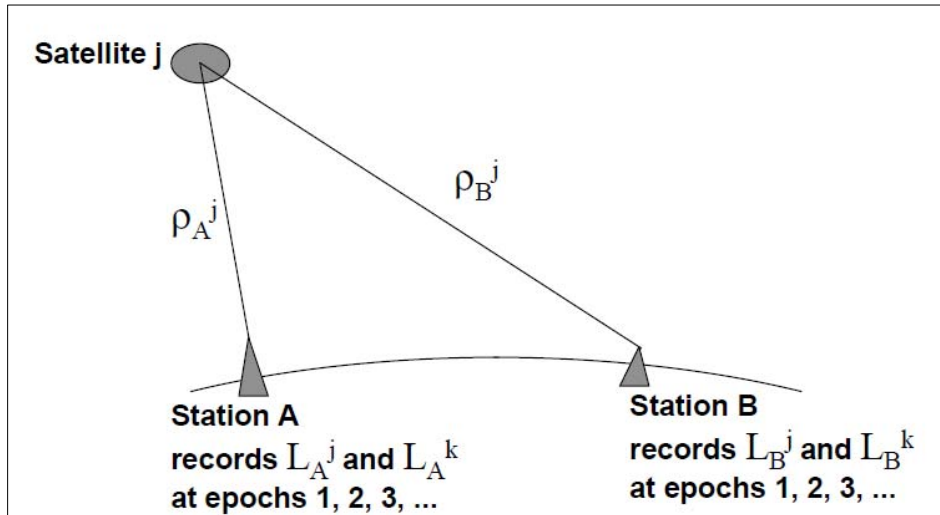 Satellite j
ρ_A^j
ρ_B^j
Station A
records L_A^j and L_A^k
at epochs 1, 2, 3, ...
Station B
records L_B^j and L_B^k
at epochs 1, 2, 3, ...